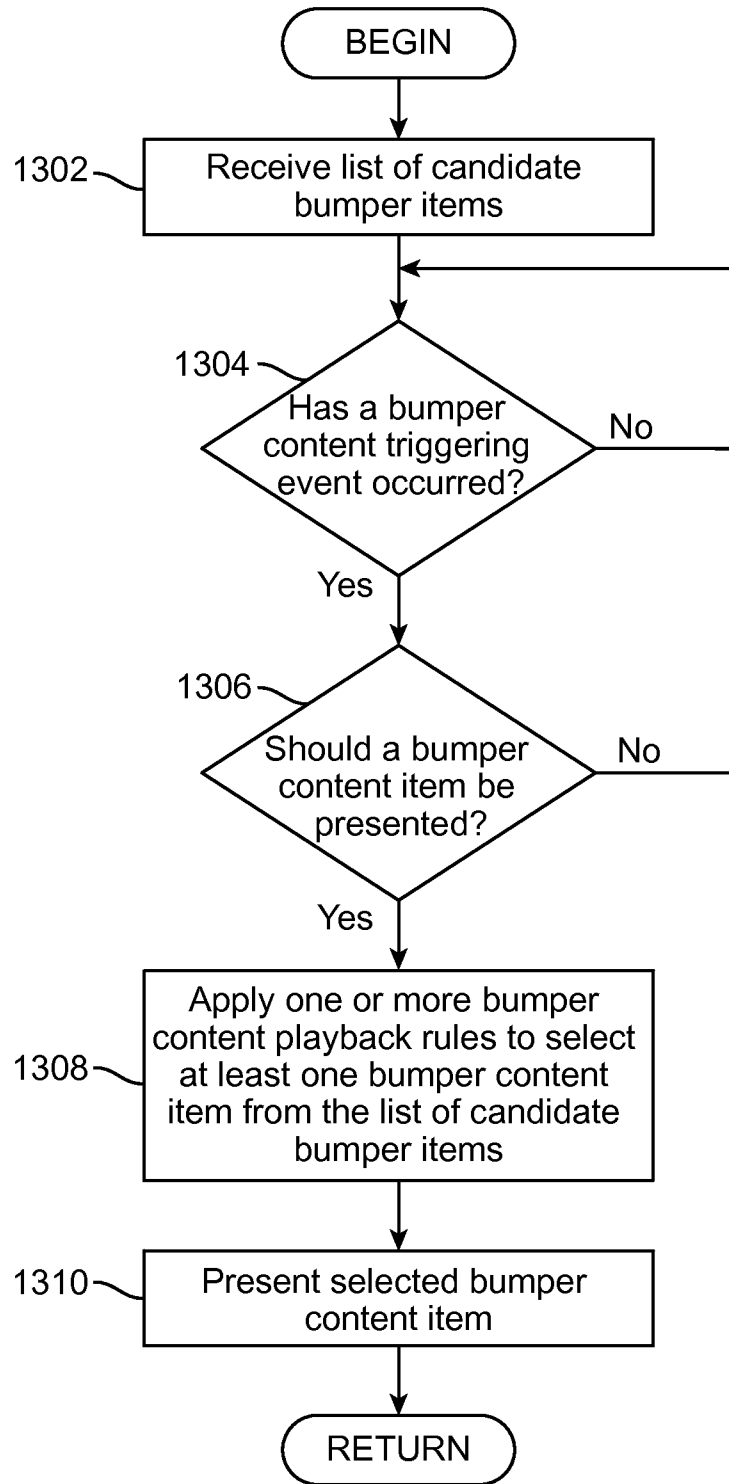 BEGIN
1302
Receive list of candidate
bumper items
1304
Has a bumper
content triggering
event occurred?
No
Yes
1306
Should a bumper
content item be
presented?
No
Yes
1308
Apply one or more bumper
content playback rules to select
at least one bumper content
item from the list of candidate
bumper items
1310
Present selected bumper
content item
RETURN